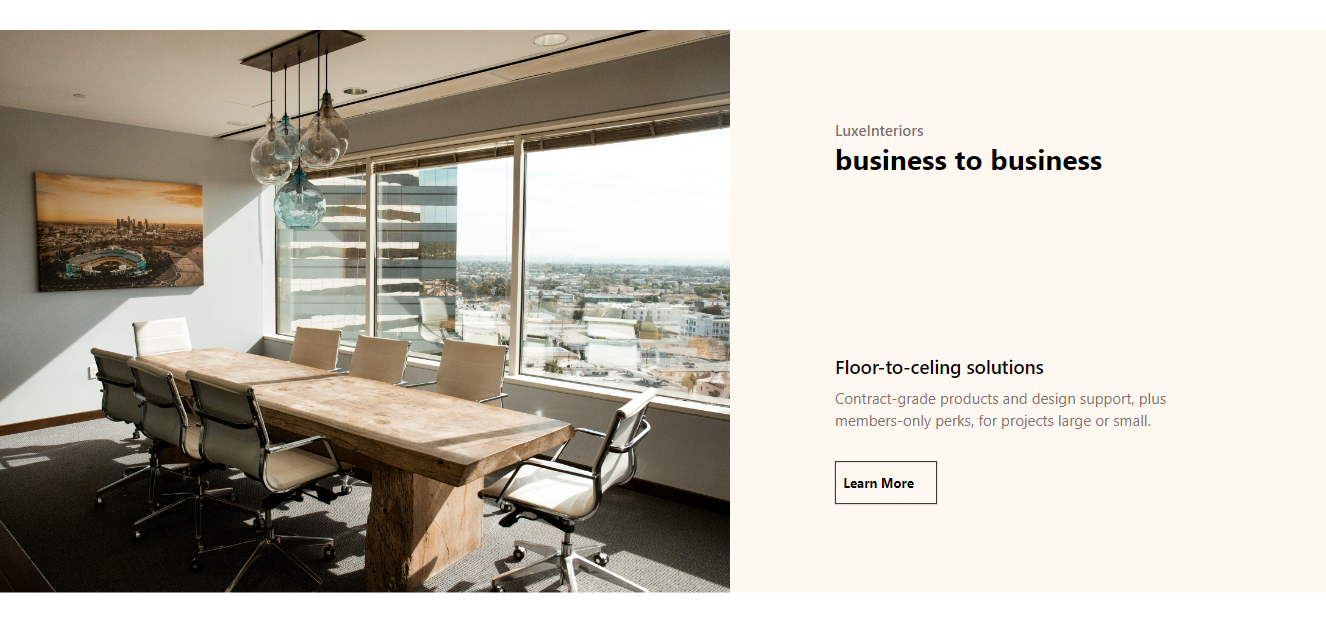 LuxeInteriors
business to business
Floor-to-celing solutions
Contract-grade products and design support, plus
members-only perks, for projects large or small.
Learn More